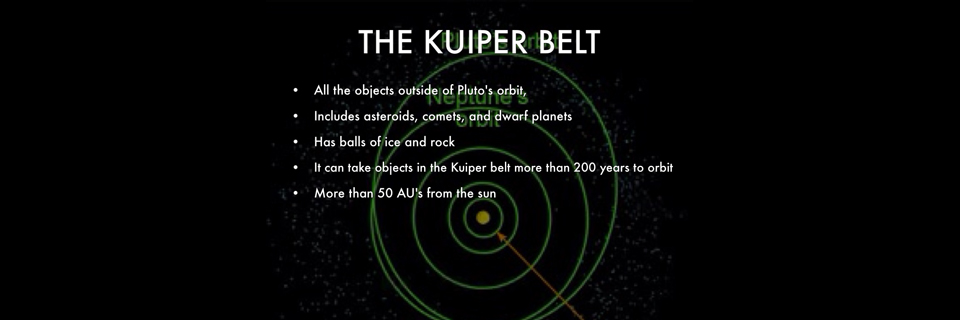 THE KUIPER BELT
Pluto's orbit
• All the objects outside of Pluto's orbit,
Neptune's
• Includes asteroids, comets, and dwarf planets
orbit
• Has balls of ice and rock
• It can take objects in the Kuiper belt more than 200 years to orbit
• More than 50 AU's from the sun